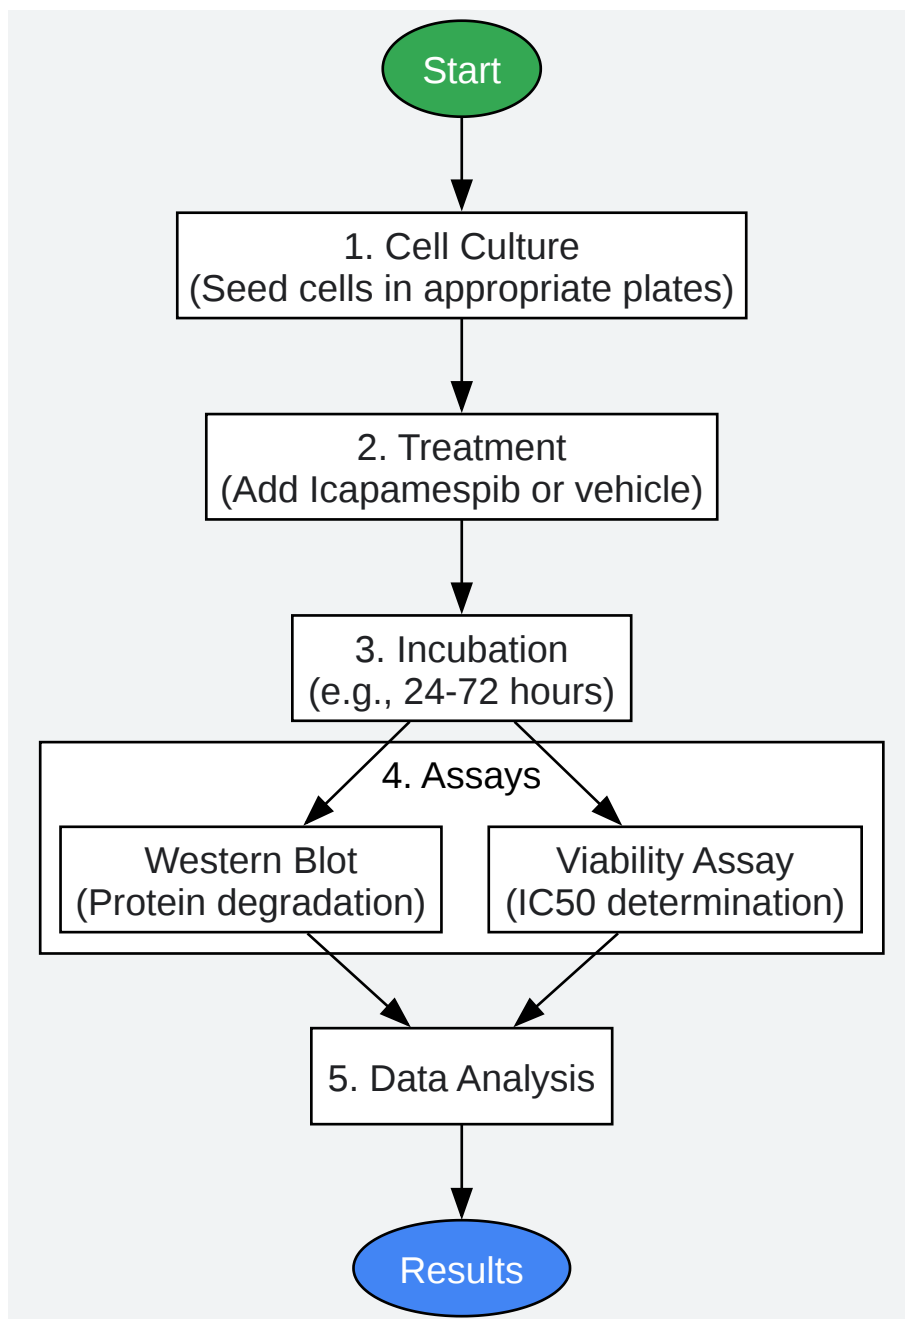 Start
1. Cell Culture
(Seed cells in appropriate plates)
2. Treatment
(Add Icapamespib or vehicle)
3. Incubation
(e.g., 24-72 hours)
4. Assays
Western Blot
(Protein degradation)
Viability Assay
(IC50 determination)
5. Data Analysis
Results